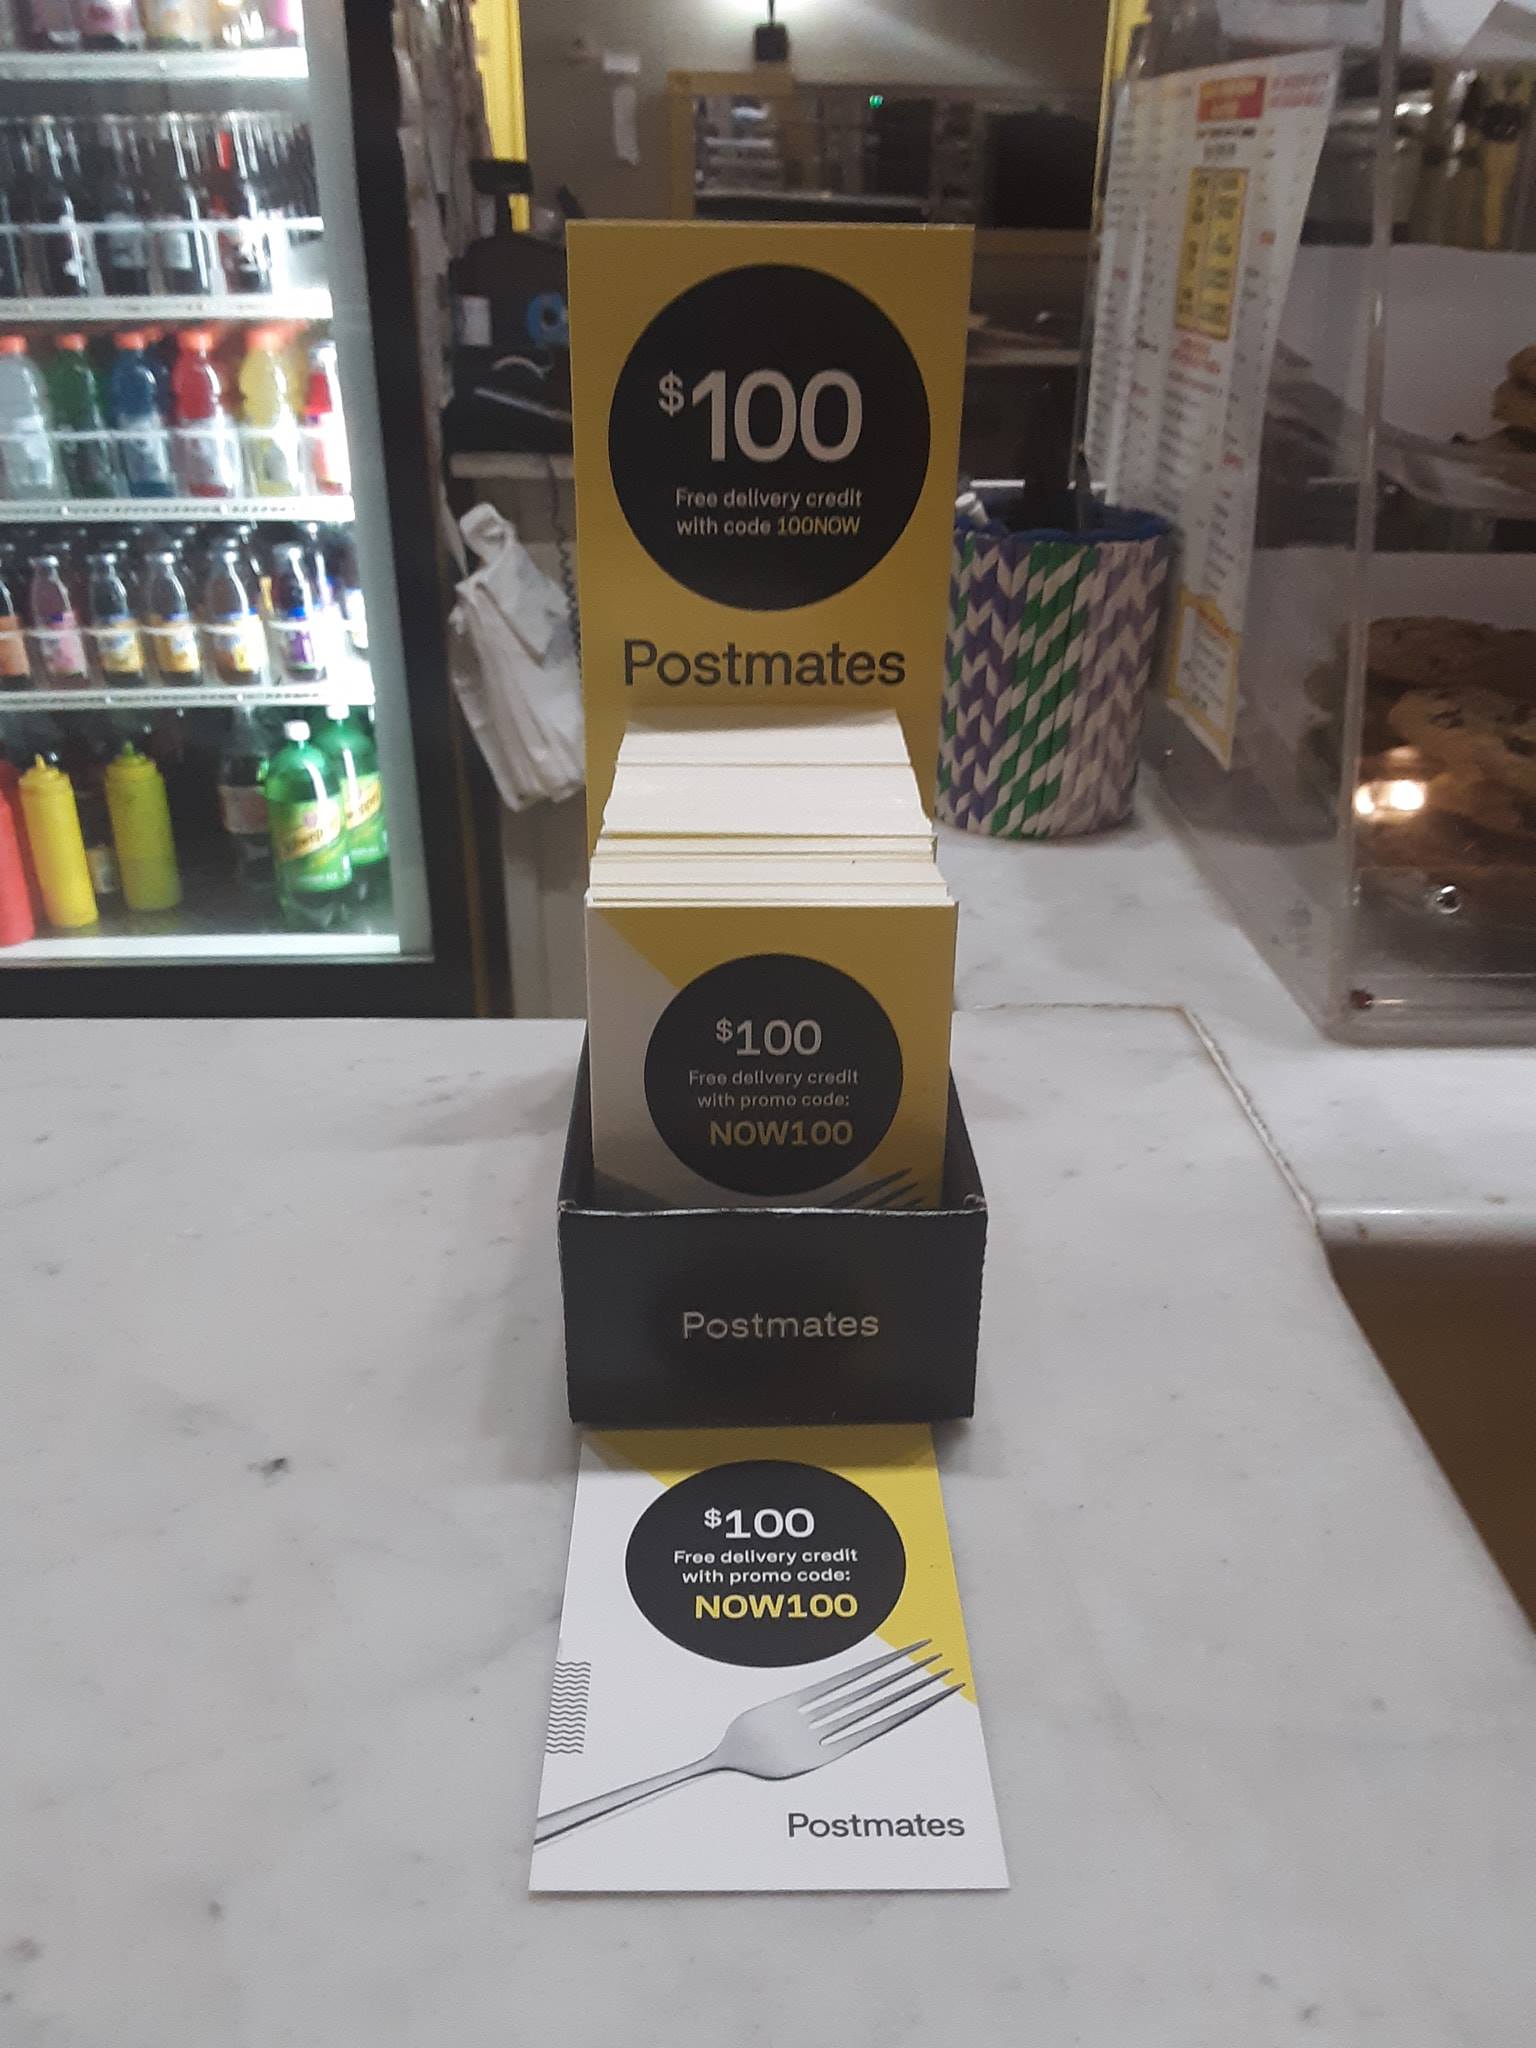 $100
Free delivery credit
with code 100NOW
Postmates
$100
Free delivery credit
with promo code:
NOW100
Postmates
$100
Free delivery credit
with promo code:
NOW100
Postmates